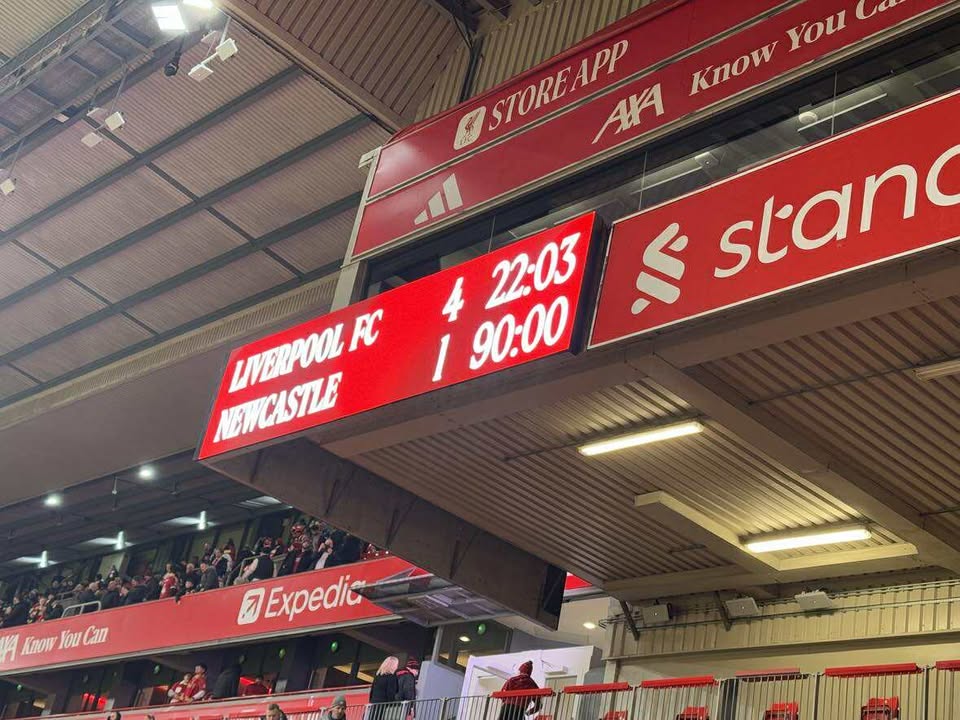 STORE APP
AXA Know You Can
LIVERPOOL FC 4 22:03
NEWCASTLE 1 90:00
Expedia
AXA Know You Can